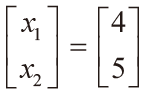 [x₁] = [4]
[x₂]   [5]